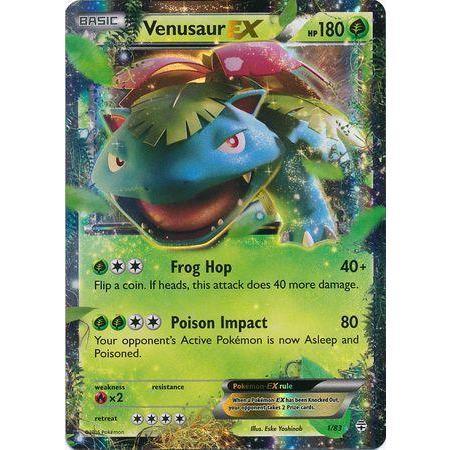 BASIC
Venusaur EX HP180
Frog Hop 40+
Flip a coin. If heads, this attack does 40 more damage.
Poison Impact 80
Your opponent's Active Pokémon is now Asleep and
Poisoned.
weakness resistance
×2
retreat
Pokémon-EX rule
When a Pokémon-EX has been Knocked Out,
your opponent takes 2 Prize cards.
Illus. Eske Yoshinob 1/83